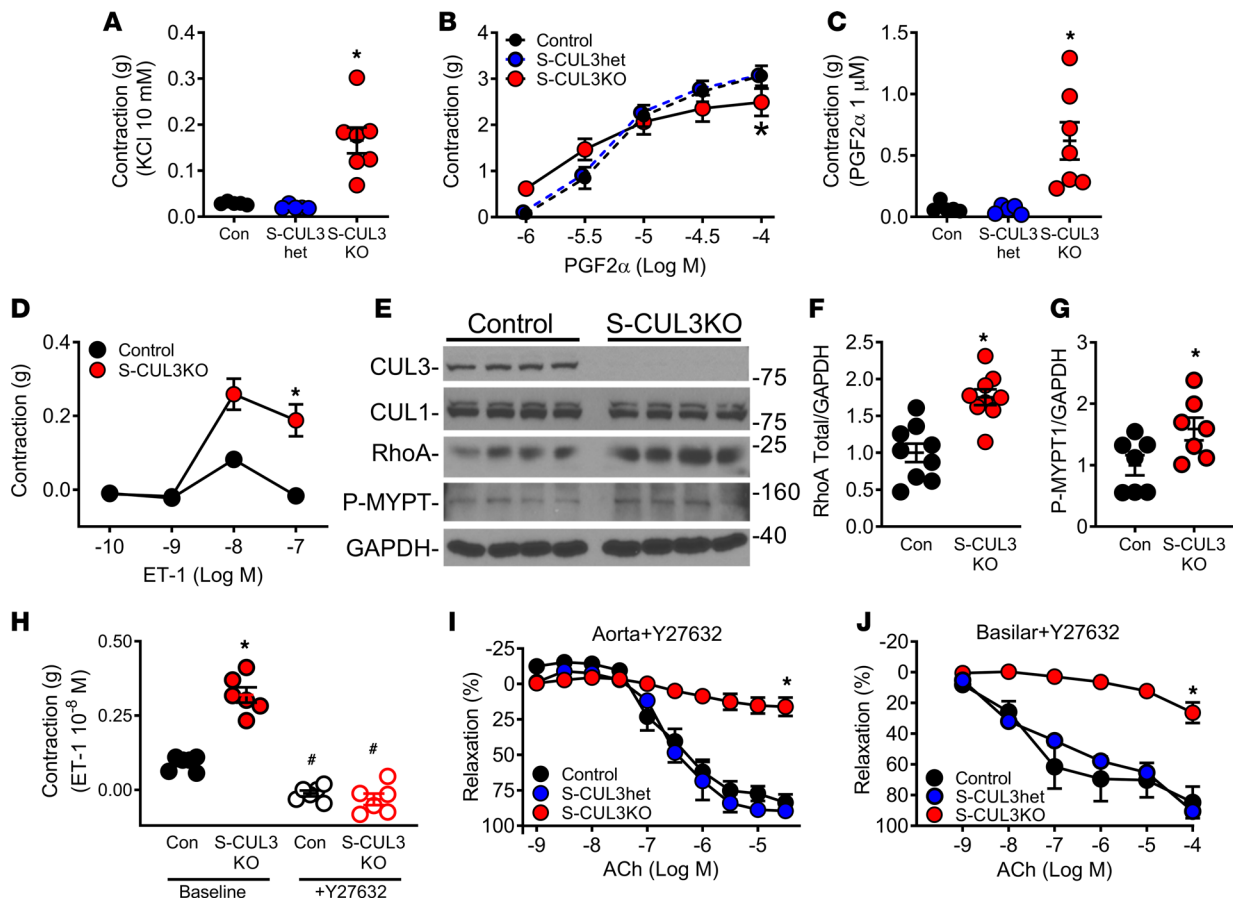 A
Contraction (g)
(KCl 10 mM)
0.4
0.3
0.2
0.1
0.0
*
Con
S-CUL3
het
S-CUL3
KO
B
Contraction (g)
4
3
2
1
0
Control
S-CUL3het
S-CUL3KO
*
-6
-5.5
-5
-4.5
-4
PGF2α (Log M)
C
Contraction (g)
(PGF2α 1 μM)
1.5
1.0
0.5
0.0
*
Con
S-CUL3
het
S-CUL3
KO
D
Contraction (g)
0.4
0.2
0.0
Control
S-CUL3KO
*
-10
-9
-8
-7
ET-1 (Log M)
E
Control
S-CUL3KO
CUL3-
-75
CUL1-
-75
RhoA-
-25
P-MYPT-
-160
GAPDH-
-40
F
RhoA Total/GAPDH
2.5
2.0
1.5
1.0
0.5
0.0
*
Con
S-CUL3
KO
G
P-MYPT1/GAPDH
3
2
1
0
*
Con
S-CUL3
KO
H
Contraction (g)
(ET-1 10-8 M)
0.50
0.25
0.00
*
#
#
Con
S-CUL3
KO
Con
S-CUL3
KO
Baseline
+Y27632
I
Aorta+Y27632
Relaxation (%)
-25
0
25
50
75
100
*
Control
S-CUL3het
S-CUL3KO
-9
-8
-7
-6
-5
ACh (Log M)
J
Basilar+Y27632
Relaxation (%)
-20
0
20
40
60
80
100
*
Control
S-CUL3het
S-CUL3KO
-9
-8
-7
-6
-5
-4
ACh (Log M)